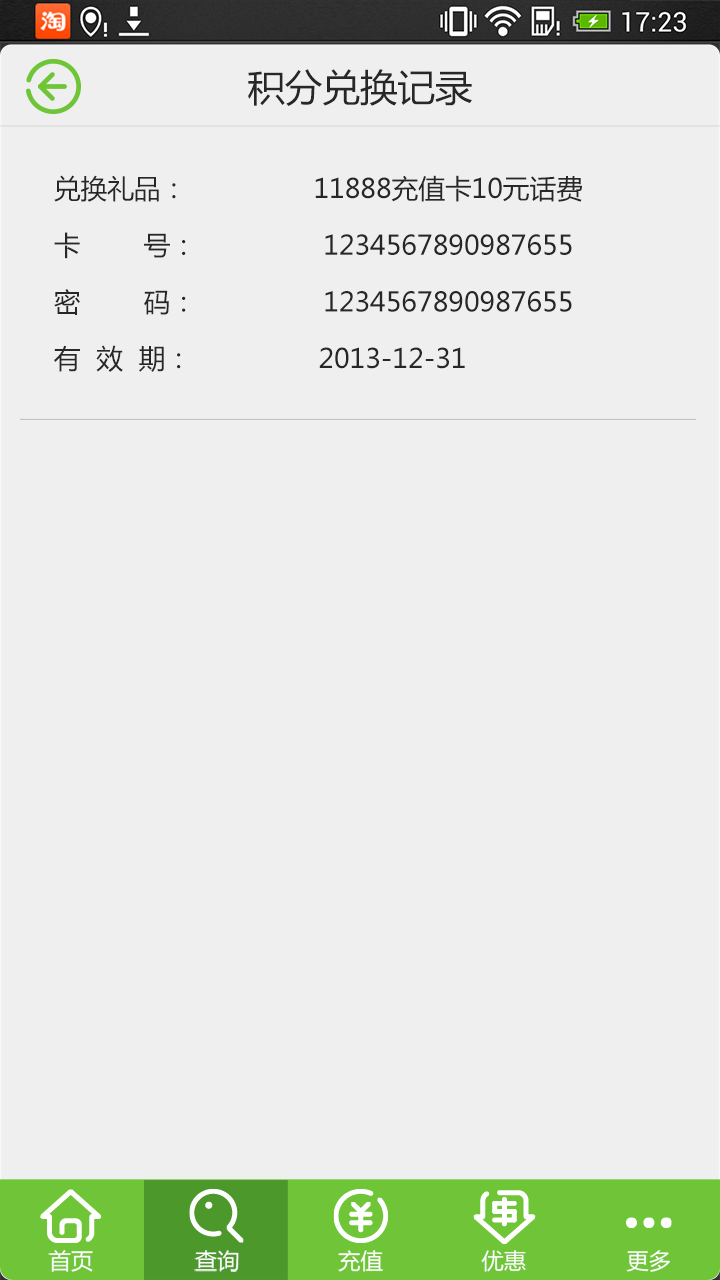 淘 17:23
积分兑换记录
兑换礼品： 11888充值卡10元话费
卡 号： 1234567890987655
密 码： 1234567890987655
有 效 期： 2013-12-31
首页 查询 充值 优惠 更多